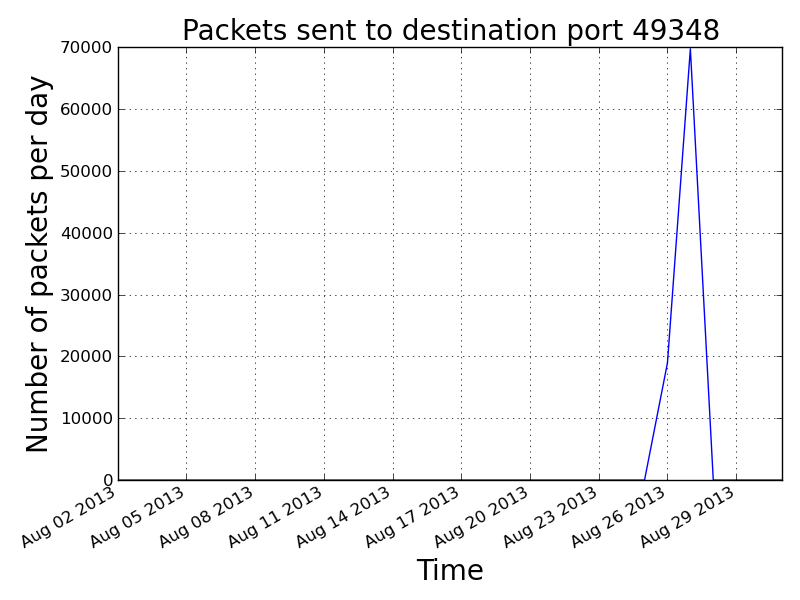 Packets sent to destination port 49348
Number of packets per day
70000
60000
50000
40000
30000
20000
10000
0
Aug 02 2013
Aug 05 2013
Aug 08 2013
Aug 11 2013
Aug 14 2013
Aug 17 2013
Aug 20 2013
Aug 23 2013
Aug 26 2013
Aug 29 2013
Time